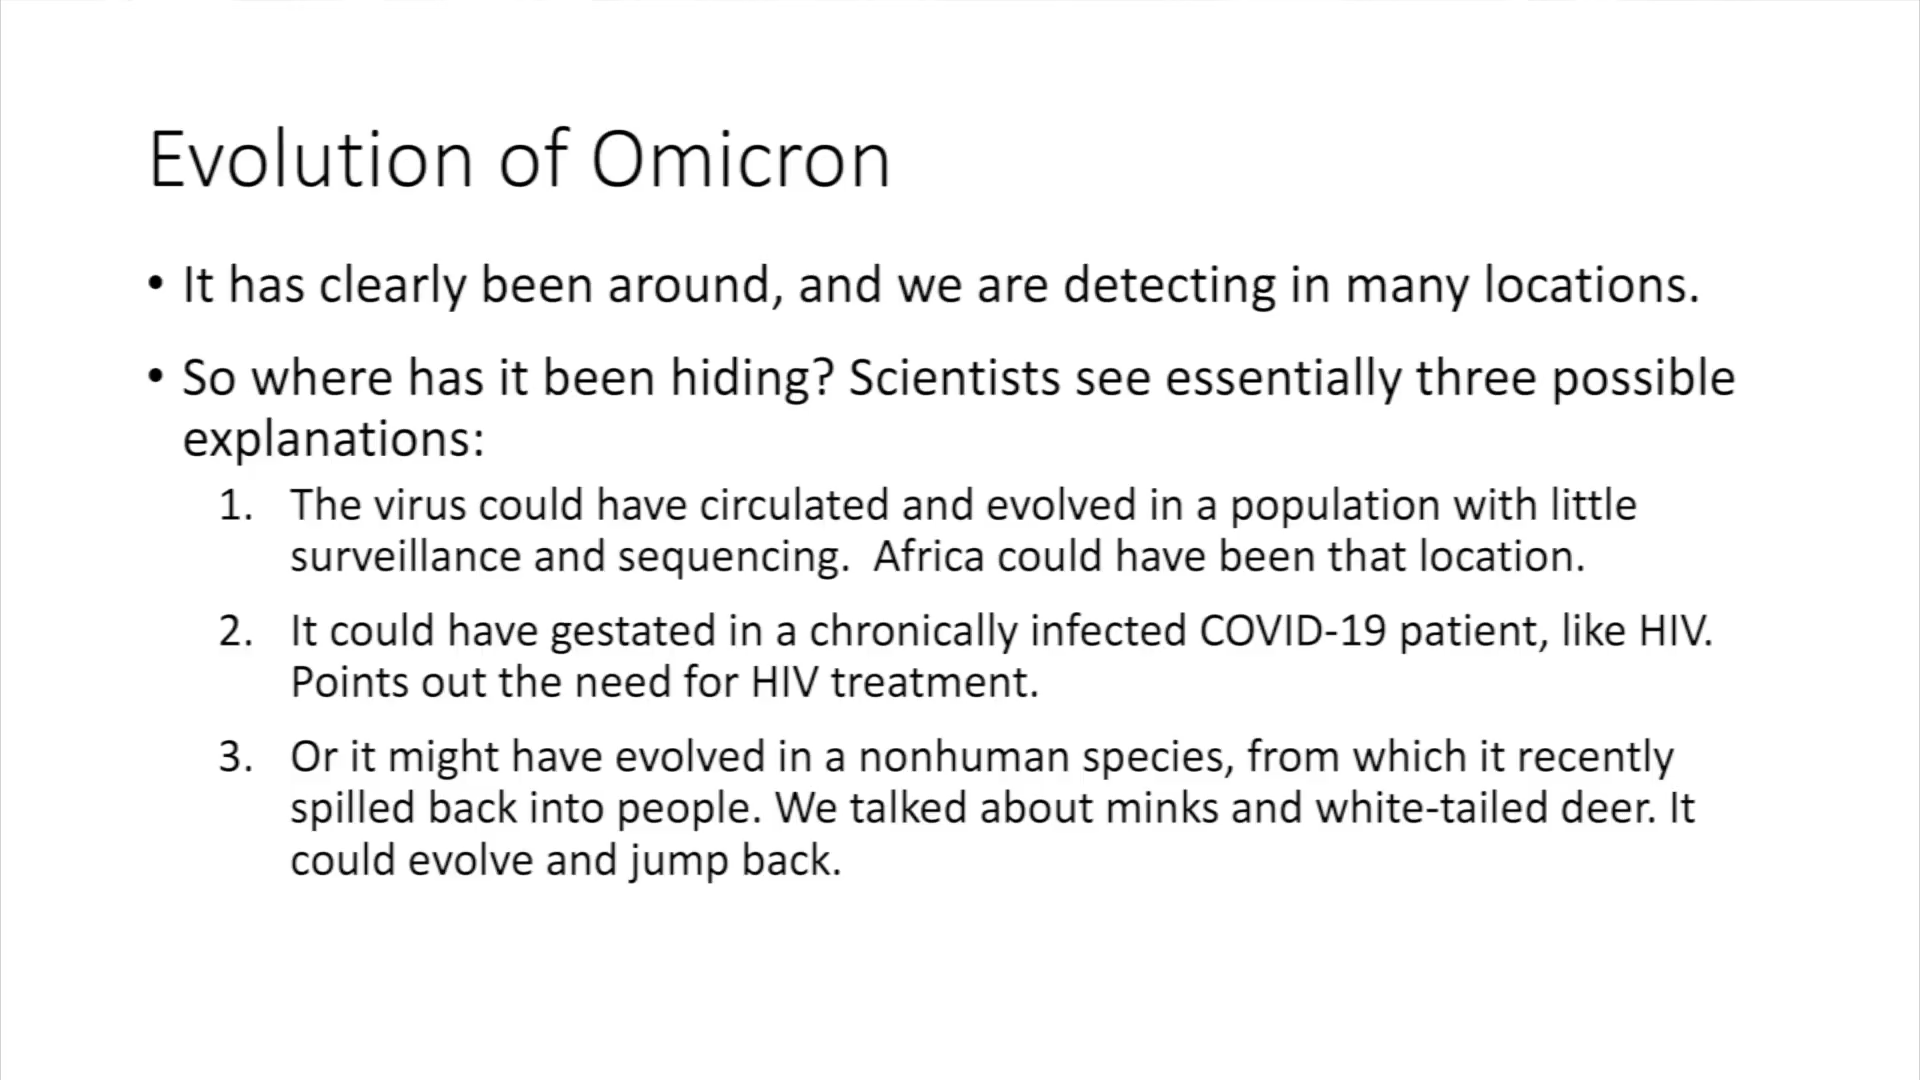 Evolution of Omicron
• It has clearly been around, and we are detecting in many locations.
• So where has it been hiding? Scientists see essentially three possible
explanations:
1. The virus could have circulated and evolved in a population with little
surveillance and sequencing.  Africa could have been that location.
2. It could have gestated in a chronically infected COVID-19 patient, like HIV.
Points out the need for HIV treatment.
3. Or it might have evolved in a nonhuman species, from which it recently
spilled back into people. We talked about minks and white-tailed deer. It
could evolve and jump back.